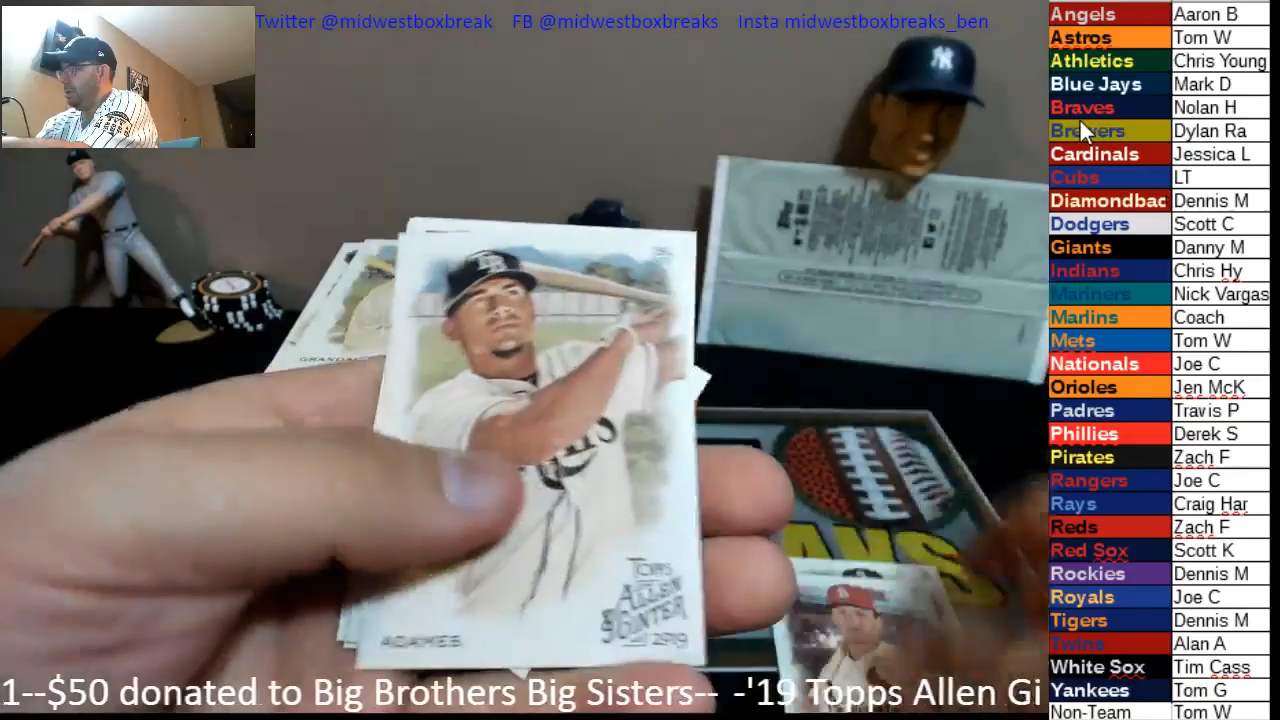 Twitter @midwestboxbreak FB @midwestboxbreaks Insta midwestboxbreaks_ben
Angels Aaron B
Astros Tom W
Athletics Chris Young
Blue Jays Mark D
Braves Nolan H
Brewers Dylan Ra
Cardinals Jessica L
Cubs LT
Diamondbac Dennis M
Dodgers Scott C
Giants Danny M
Indians Chris Hy
Mariners Nick Vargas
Marlins Coach
Mets Tom W
Nationals Joe C
Orioles Jen McK
Padres Travis P
Phillies Derek S
Pirates Zach F
Rangers Joe C
Rays Craig Har
Reds Zach F
Red Sox Scott K
Rockies Dennis M
Royals Joe C
Tigers Dennis M
Twins Alan A
White Sox Tim Cass
Yankees Tom G
Non-Team Tom W
NY
TB
Rays
TOPPS
ALLEN
& GINTER
2019
ADAMES
1--$50 donated to Big Brothers Big Sisters-- -'19 Topps Allen Gi